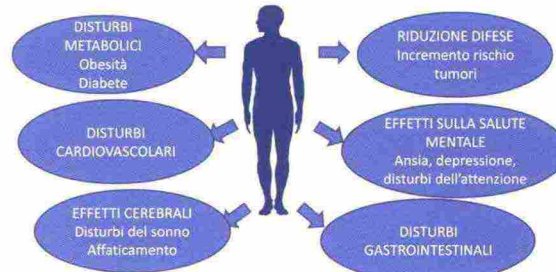 DISTURBI
METABOLICI
Obesità
Diabete
RIDUZIONE DIFESE
Incremento rischio
tumori
DISTURBI
CARDIOVASCOLARI
EFFETTI SULLA SALUTE
MENTALE
Ansia, depressione,
disturbi dell'attenzione
EFFETTI CEREBRALI
Disturbi del sonno
Affaticamento
DISTURBI
GASTROINTESTINALI